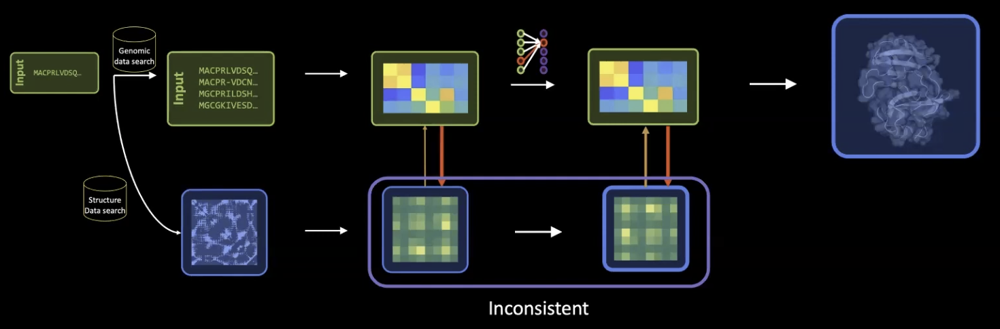 Input
MACPRLVDSQ…
Genomic
data search
Input
MACPRLVDSQ…
MACPR-VDCN…
MGCPRILDSH…
MGCGKIVESD…
Structure
Data search
Inconsistent